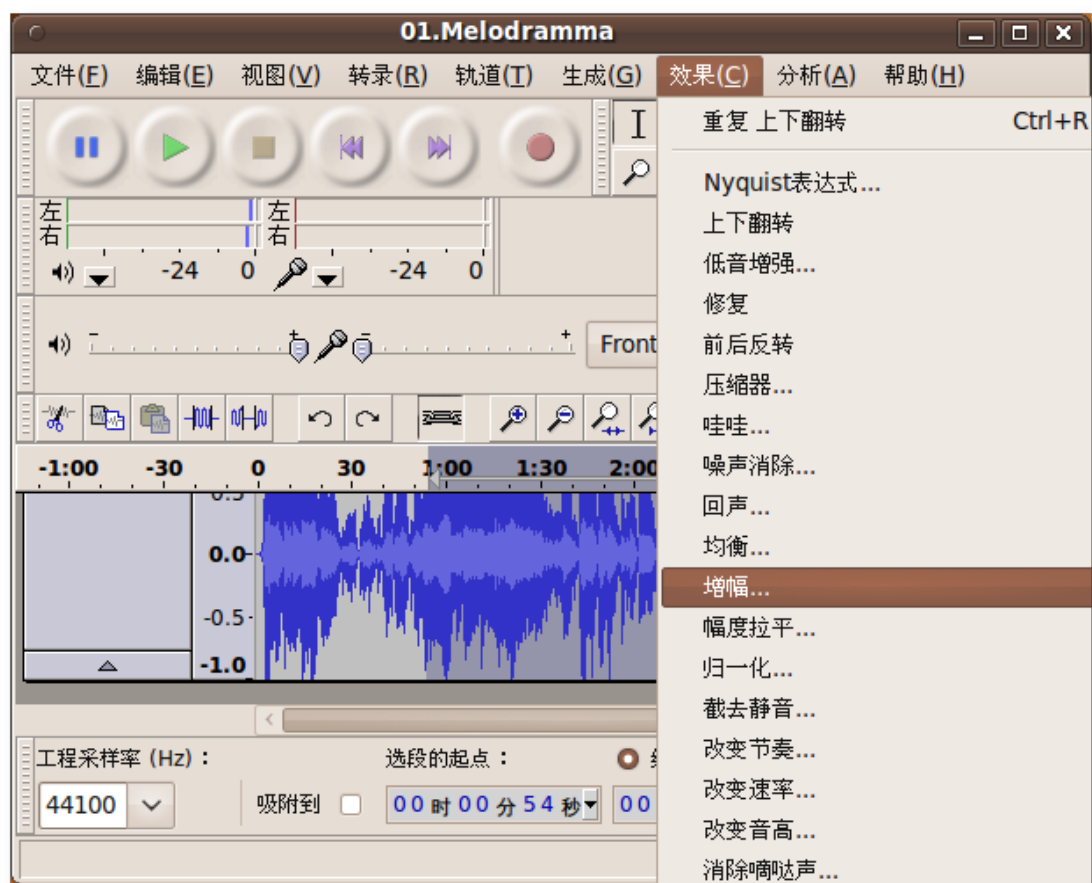 01.Melodramma
文件(F) 编辑(E) 视图(V) 转录(R) 轨道(T) 生成(G) 效果(C) 分析(A) 帮助(H)
重复 上下翻转 Ctrl+R
Nyquist表达式...
上下翻转
低音增强...
修复
前后反转
压缩器...
哇哇...
噪声消除...
回声...
均衡...
增幅...
幅度拉平...
归一化...
截去静音...
改变节奏...
改变速率...
改变音高...
消除嘀哒声...
左 左
右 右
-24 0 -24 0
- + - + Front
-1:00 -30 0 30 1:00 1:30 2:00
0.5
0.0
-0.5
-1.0
工程采样率 (Hz)： 选段的起点：
44100 吸附到 00时00分54秒 00